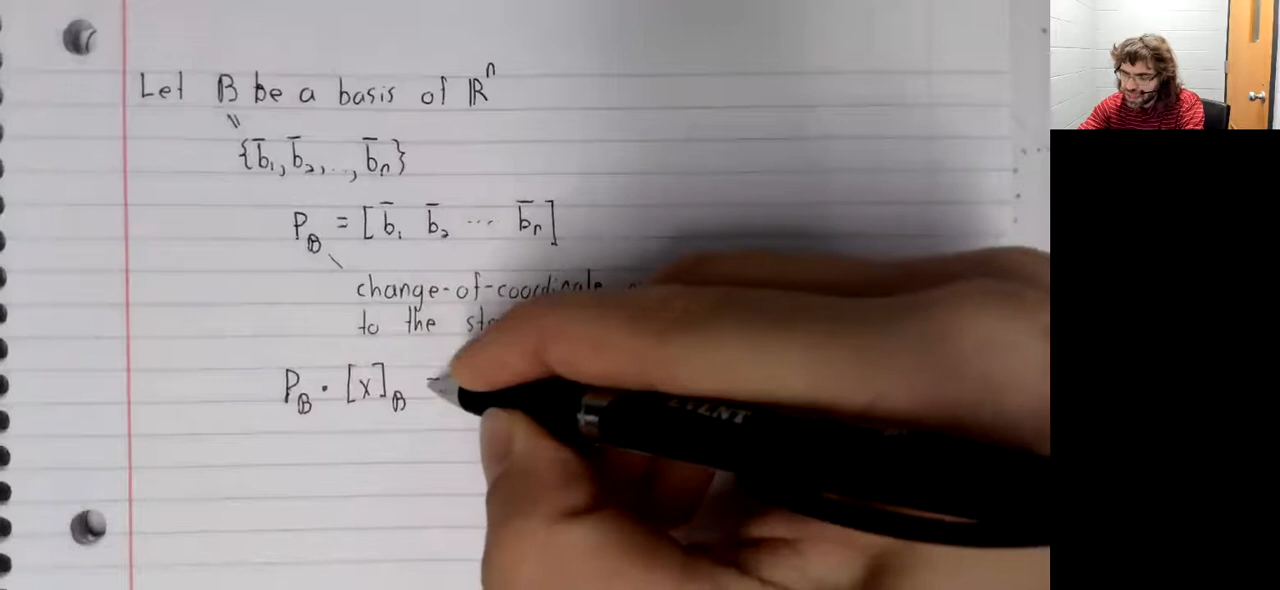 Let B be a basis of ℝⁿ
=
{b̄₁, b̄₂, ..., b̄ₙ}
P_B = [b̄₁ b̄₂ ... b̄ₙ]
change-of-coordinate
to the
P_B · [x]_B